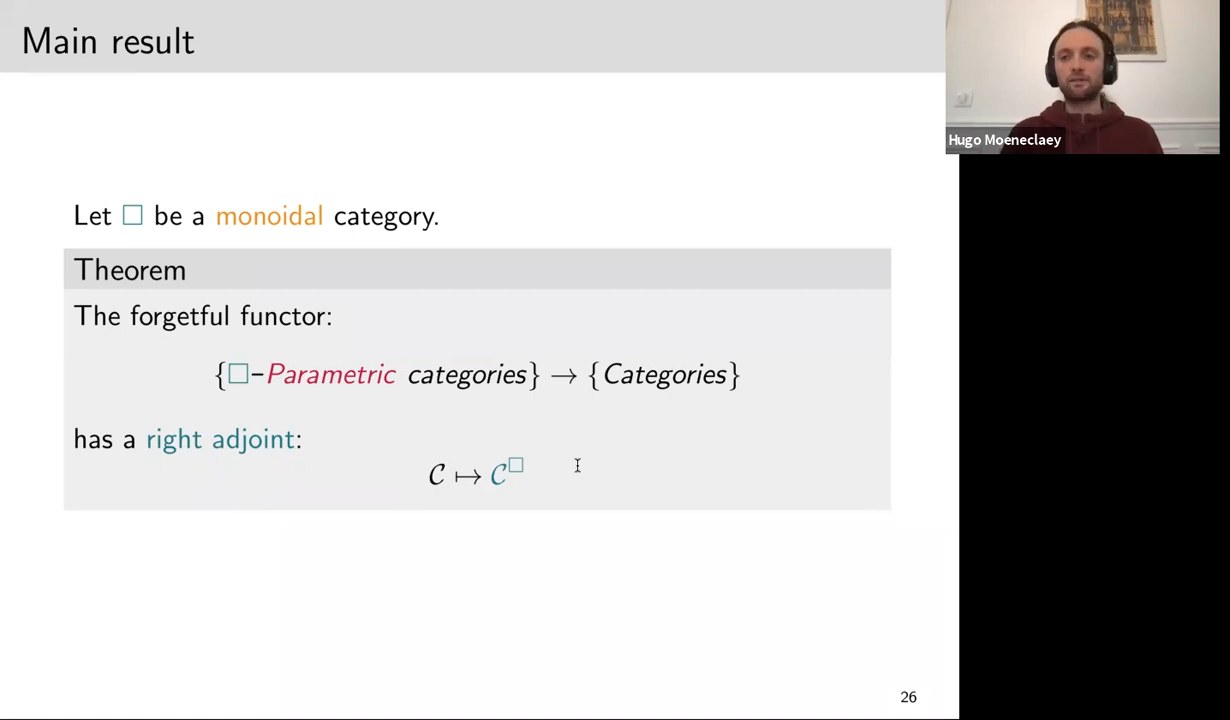 Main result
Hugo Moeneclaey
Let □ be a monoidal category.
Theorem
The forgetful functor:
{□–Parametric categories} → {Categories}
has a right adjoint:
𝒞 ↦ 𝒞^□
26